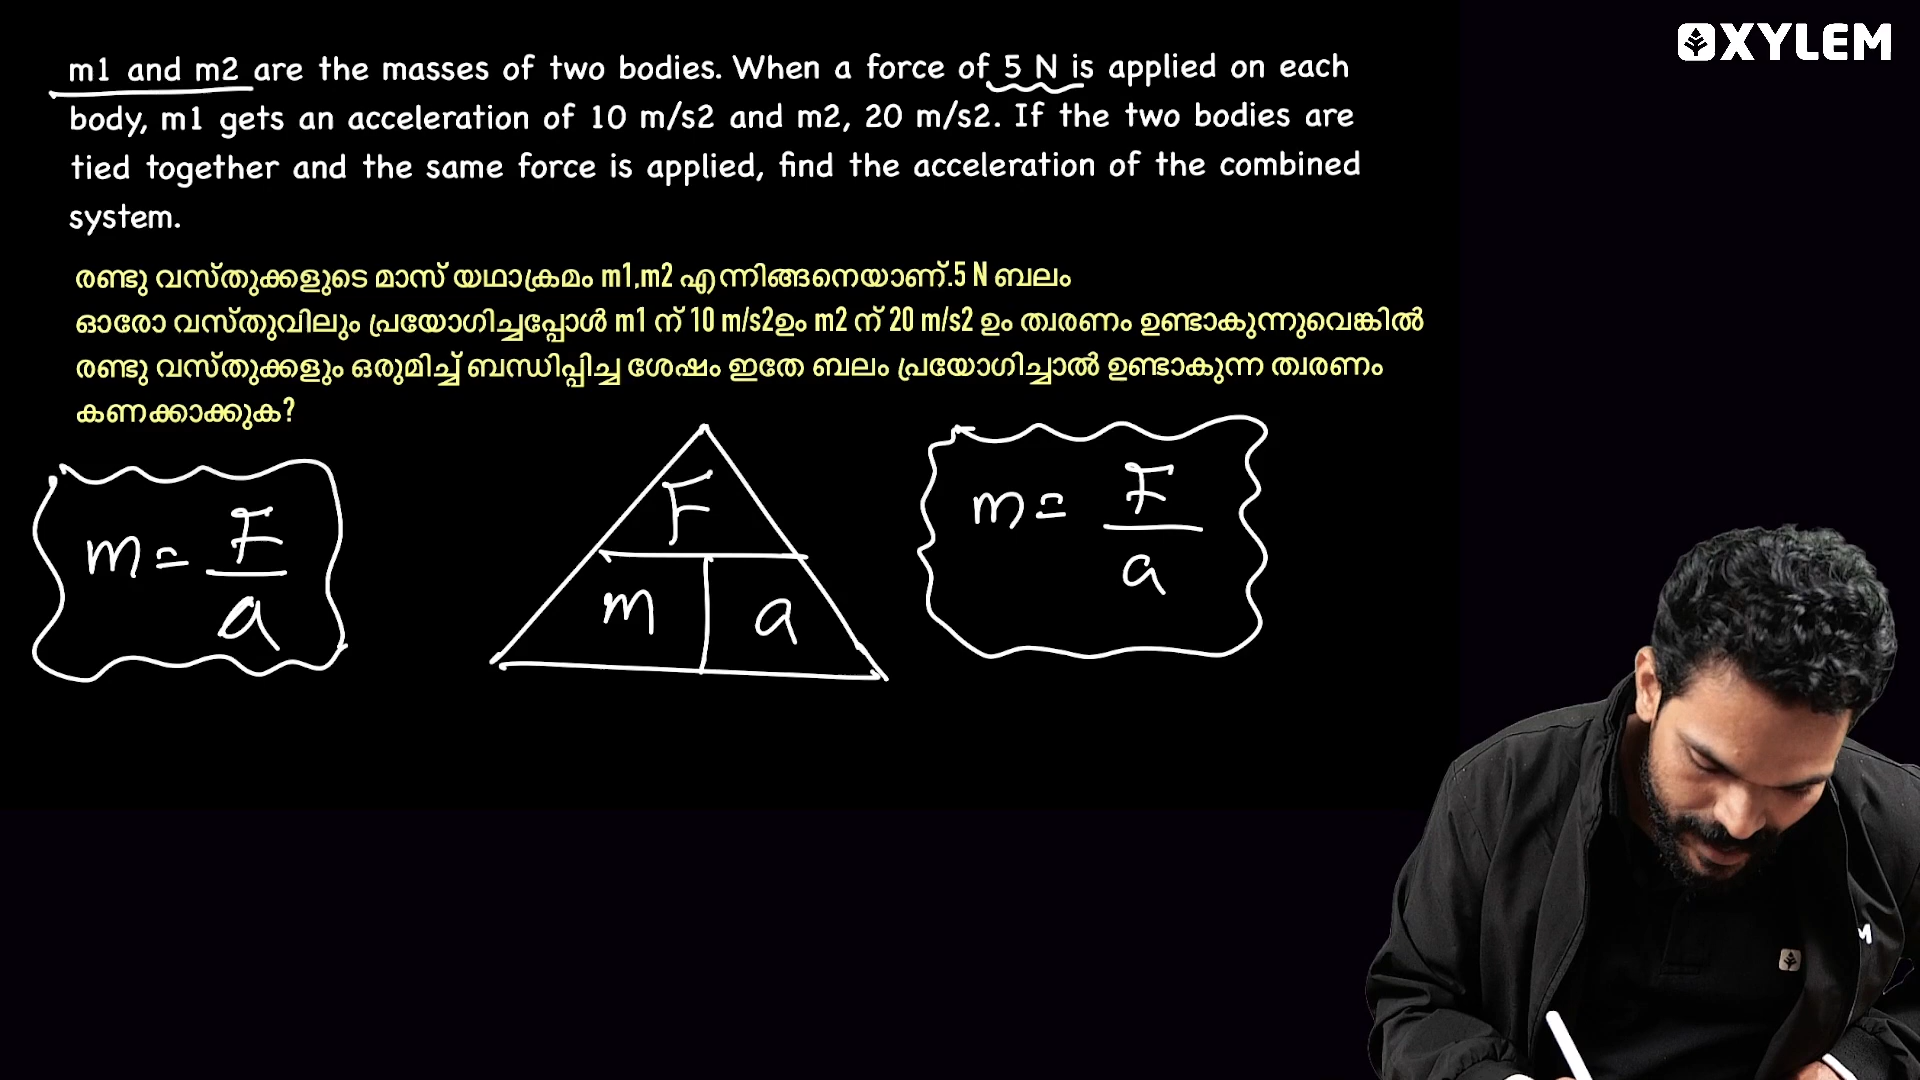 XYLEM
m1 and m2 are the masses of two bodies. When a force of 5 N is applied on each
body, m1 gets an acceleration of 10 m/s2 and m2, 20 m/s2. If the two bodies are
tied together and the same force is applied, find the acceleration of the combined
system.
രണ്ടു വസ്തുക്കളുടെ മാസ് യഥാക്രമം m1,m2 എന്നിങ്ങനെയാണ്.5 N ബലം
ഓരോ വസ്തുവിലും പ്രയോഗിച്ചപ്പോൾ m1 ന് 10 m/s2ഉം m2 ന് 20 m/s2 ഉം ത്വരണം ഉണ്ടാകുന്നുവെങ്കിൽ
രണ്ടു വസ്തുക്കളും ഒരുമിച്ച് ബന്ധിപ്പിച്ച ശേഷം ഇതേ ബലം പ്രയോഗിച്ചാൽ ഉണ്ടാകുന്ന ത്വരണം
കണക്കാക്കുക?
m = F
a
F
m a
m = F
a